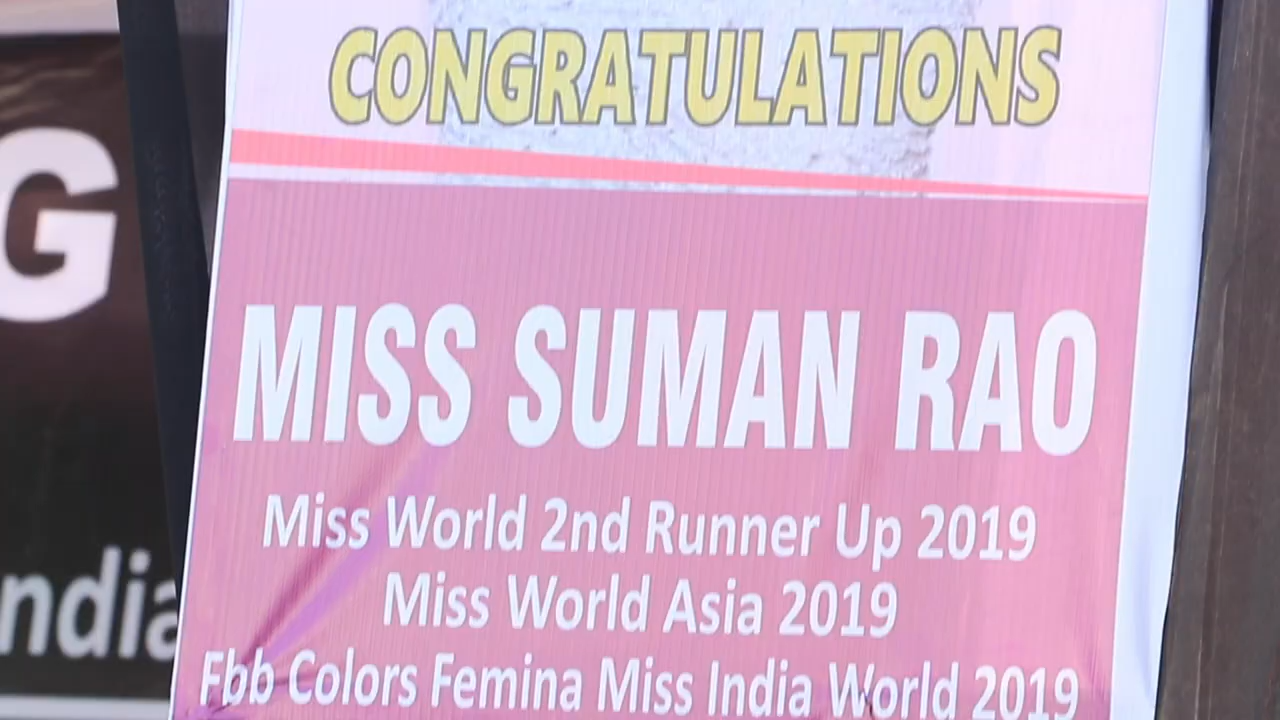 CONGRATULATIONS
G
MISS SUMAN RAO
Miss World 2nd Runner Up 2019
Miss World Asia 2019
ndia
Fbb Colors Femina Miss India World 2019